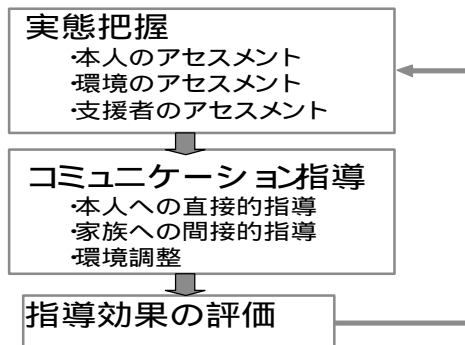 実態把握
・本人のアセスメント
・環境のアセスメント
・支援者のアセスメント
コミュニケーション指導
・本人への直接的指導
・家族への間接的指導
・環境調整
指導効果の評価